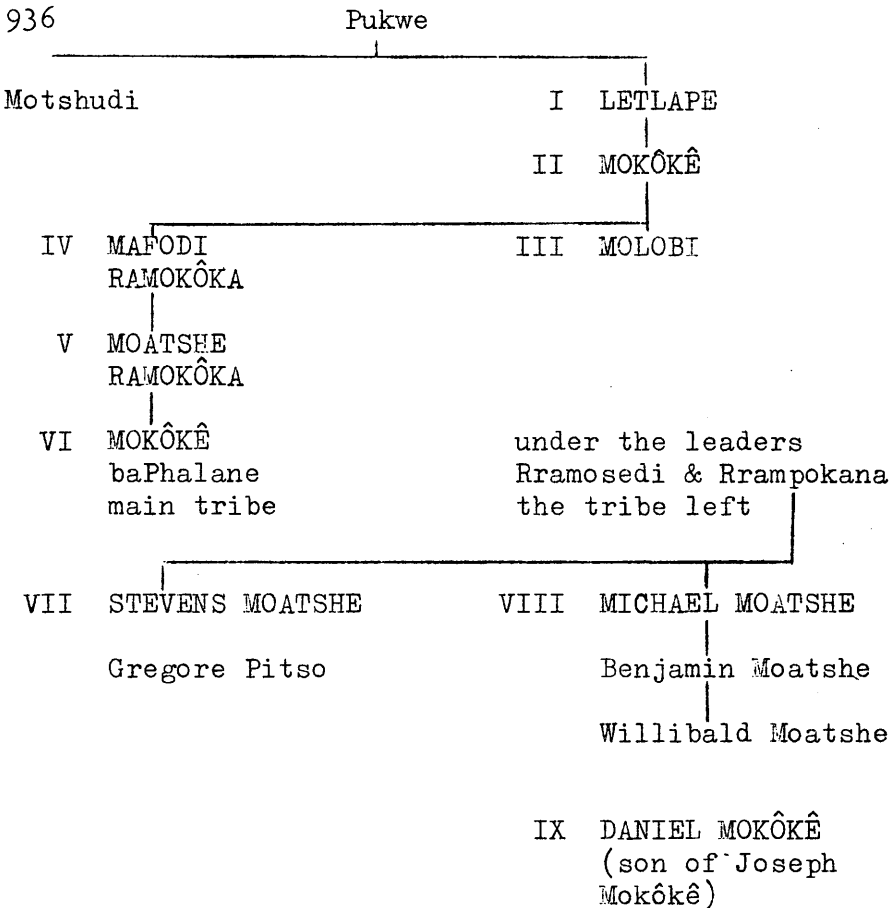 936 Pukwe
Motshudi I LETLAPE
II MOKÔKÊ
IV MAFODI III MOLOBI
RAMOKÔKA
V MOATSHE
RAMOKÔKA
VI MOKÔKÊ under the leaders
baPhalane Rramosedi & Rrampokana
main tribe the tribe left
VII STEVENS MOATSHE VIII MICHAEL MOATSHE
Gregore Pitso Benjamin Moatshe
Willibald Moatshe
IX DANIEL MOKÔKÊ
(son of Joseph
Mokôkê)